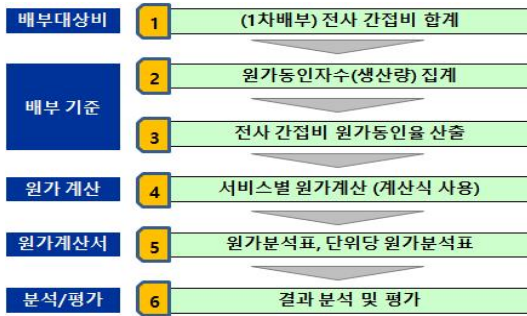 배부대상비
1
(1차배부) 전사 간접비 합계
배부 기준
2
원가동인자수(생산량) 집계
3
전사 간접비 원가동인율 산출
원가 계산
4
서비스별 원가계산 (계산식 사용)
원가계산서
5
원가분석표, 단위당 원가분석표
분석/평가
6
결과 분석 및 평가